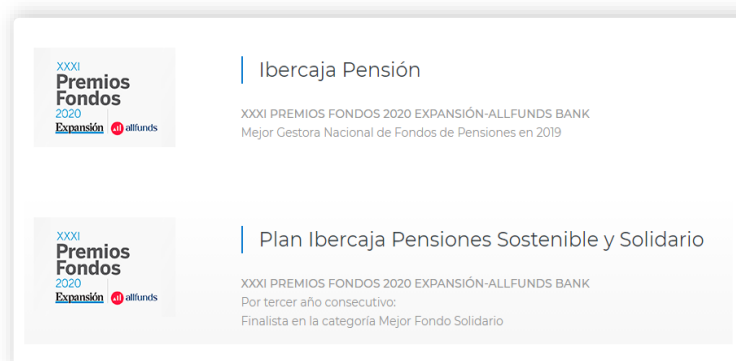 XXXI
Premios
Fondos
2020
Expansión allfunds
Ibercaja Pensión
XXXI PREMIOS FONDOS 2020 EXPANSIÓN-ALLFUNDS BANK
Mejor Gestora Nacional de Fondos de Pensiones en 2019
XXXI
Premios
Fondos
2020
Expansión allfunds
Plan Ibercaja Pensiones Sostenible y Solidario
XXXI PREMIOS FONDOS 2020 EXPANSIÓN-ALLFUNDS BANK
Por tercer año consecutivo:
Finalista en la categoría Mejor Fondo Solidario